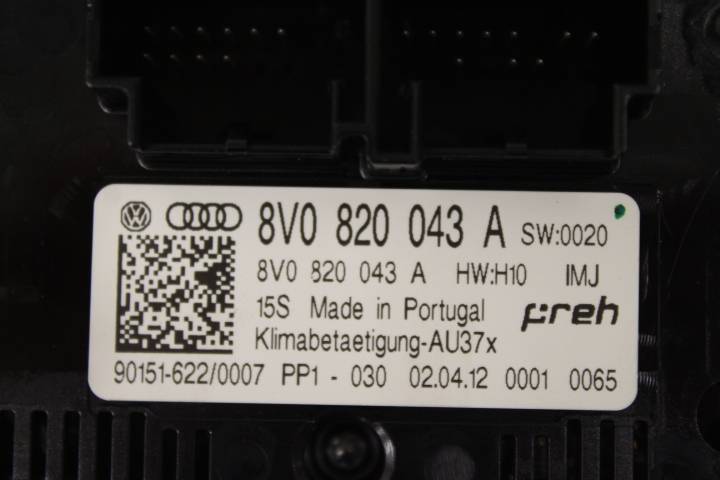 8V0 820 043 A SW:0020
8V0 820 043 A HW:H10 IMJ
15S Made in Portugal preh
Klimabetaetigung-AU37x
90151-622/0007 PP1 - 030 02.04.12 0001 0065